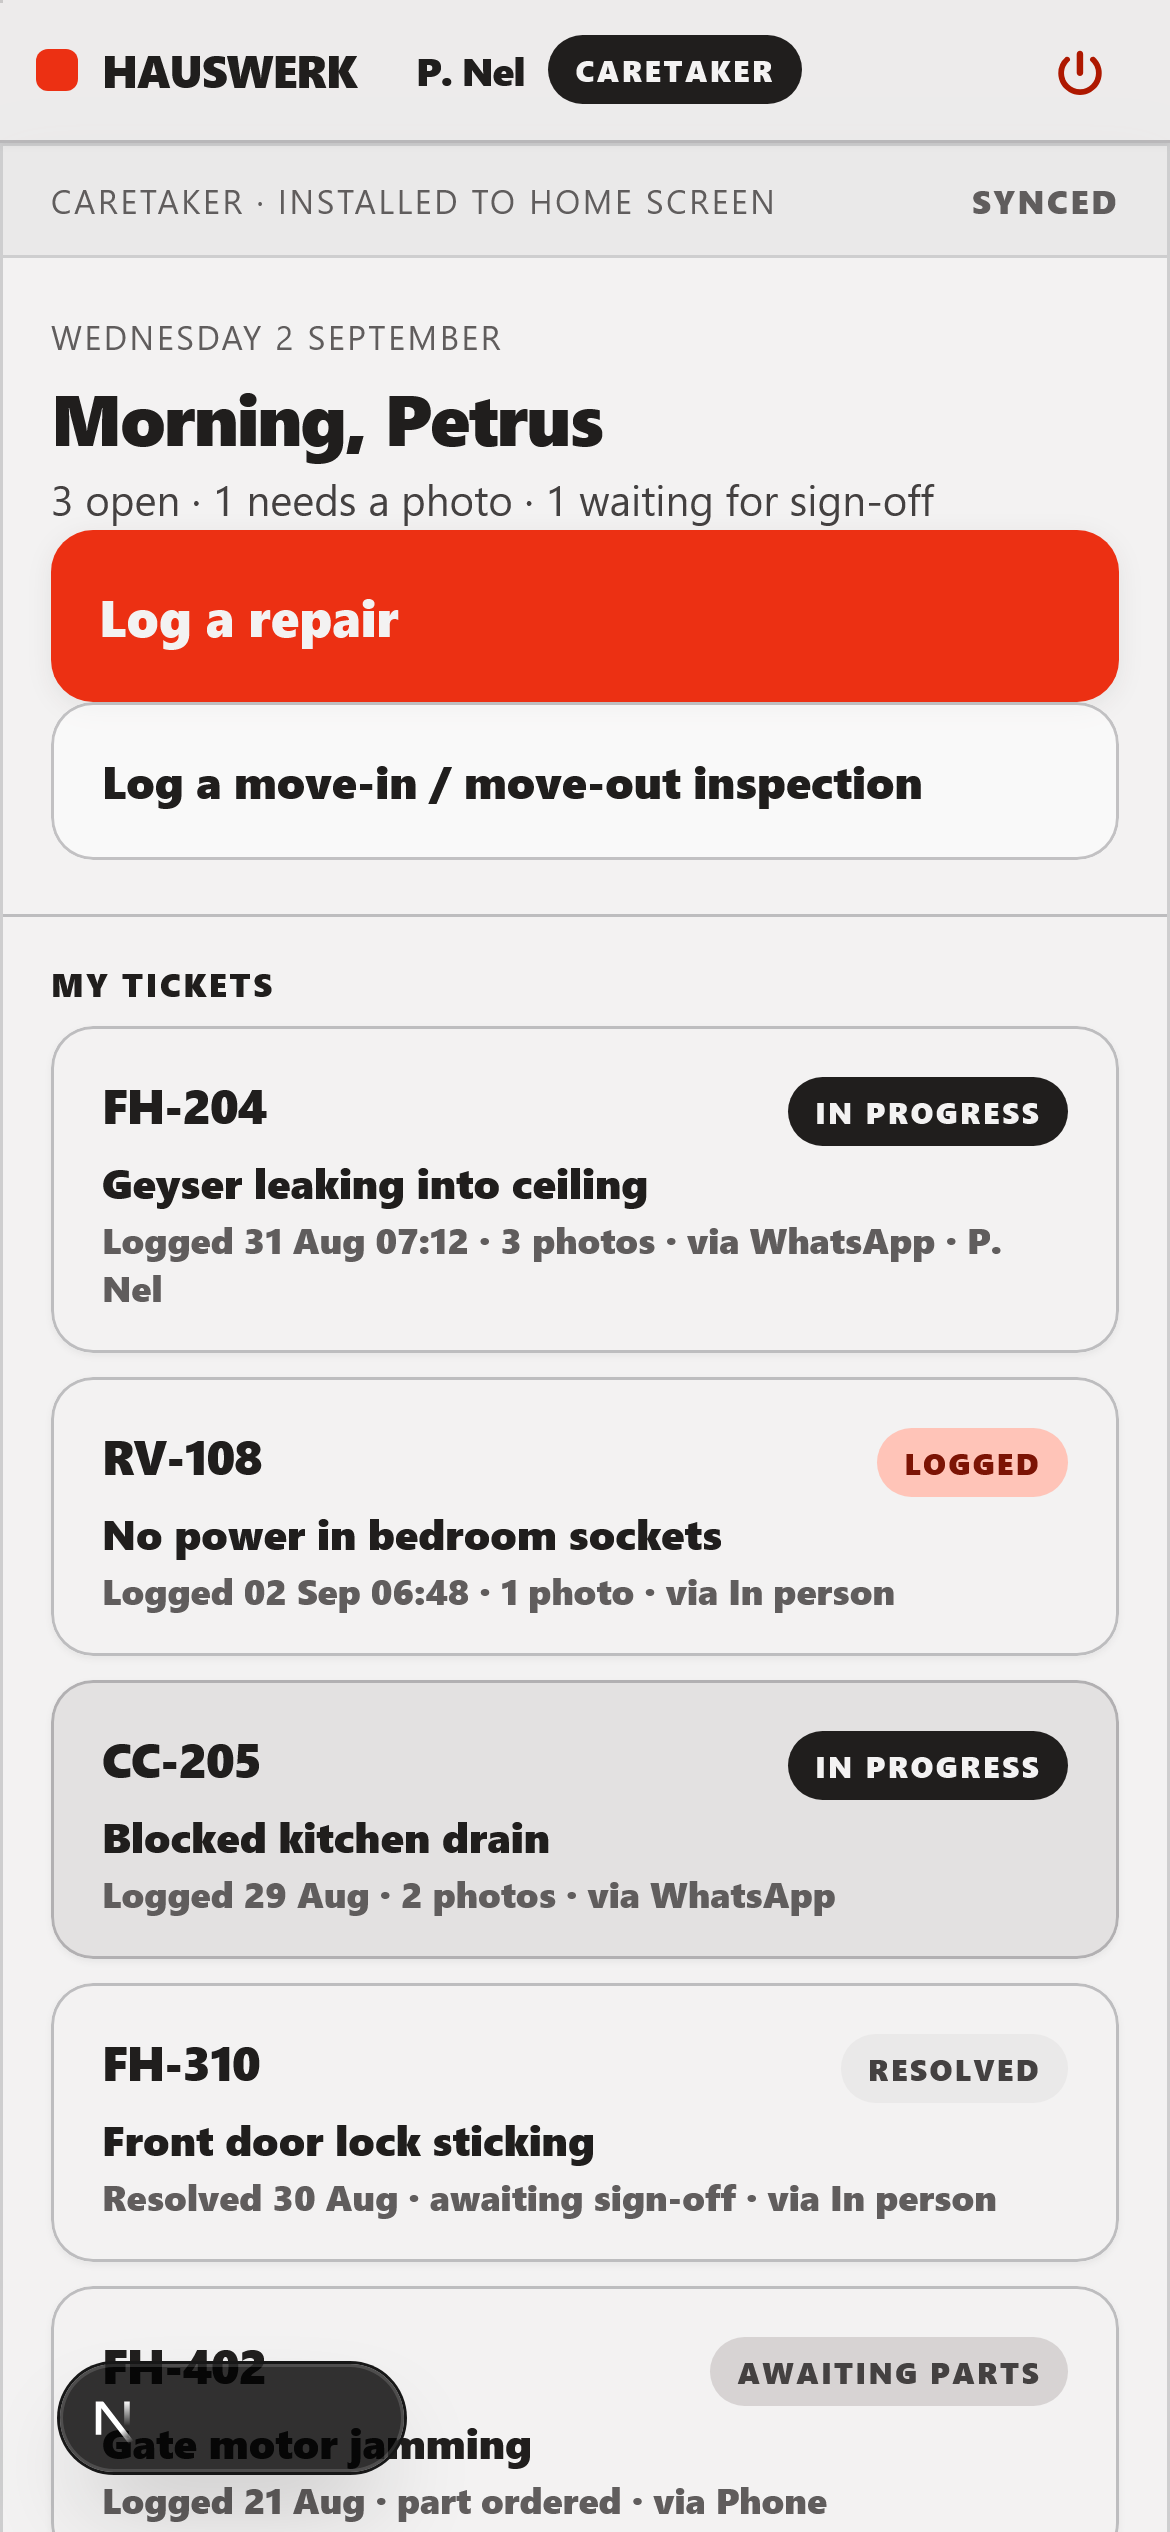 HAUSWERK P. Nel CARETAKER
CARETAKER · INSTALLED TO HOME SCREEN SYNCED
WEDNESDAY 2 SEPTEMBER
Morning, Petrus
3 open · 1 needs a photo · 1 waiting for sign-off
Log a repair
Log a move-in / move-out inspection
MY TICKETS
FH-204 IN PROGRESS
Geyser leaking into ceiling
Logged 31 Aug 07:12 · 3 photos · via WhatsApp · P.
Nel
RV-108 LOGGED
No power in bedroom sockets
Logged 02 Sep 06:48 · 1 photo · via In person
CC-205 IN PROGRESS
Blocked kitchen drain
Logged 29 Aug · 2 photos · via WhatsApp
FH-310 RESOLVED
Front door lock sticking
Resolved 30 Aug · awaiting sign-off · via In person
FH-402 AWAITING PARTS
N
Gate motor jamming
Logged 21 Aug · part ordered · via Phone